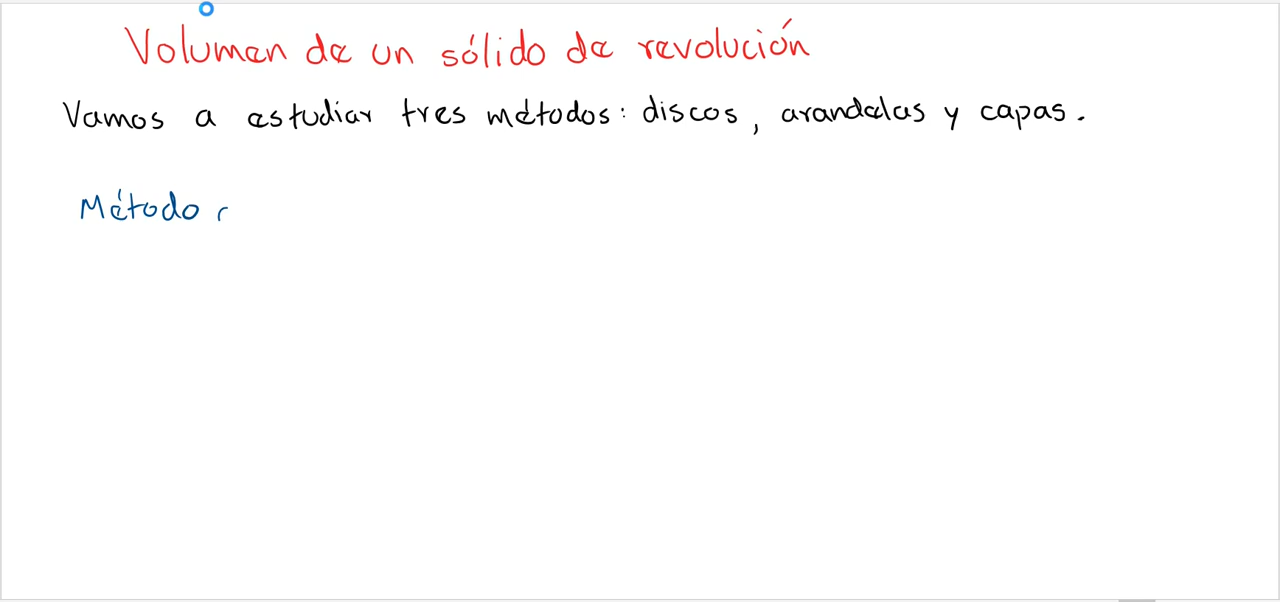 Volumen de un sólido de revolución
Vamos a estudiar tres métodos: discos, arandelas y capas.
Método